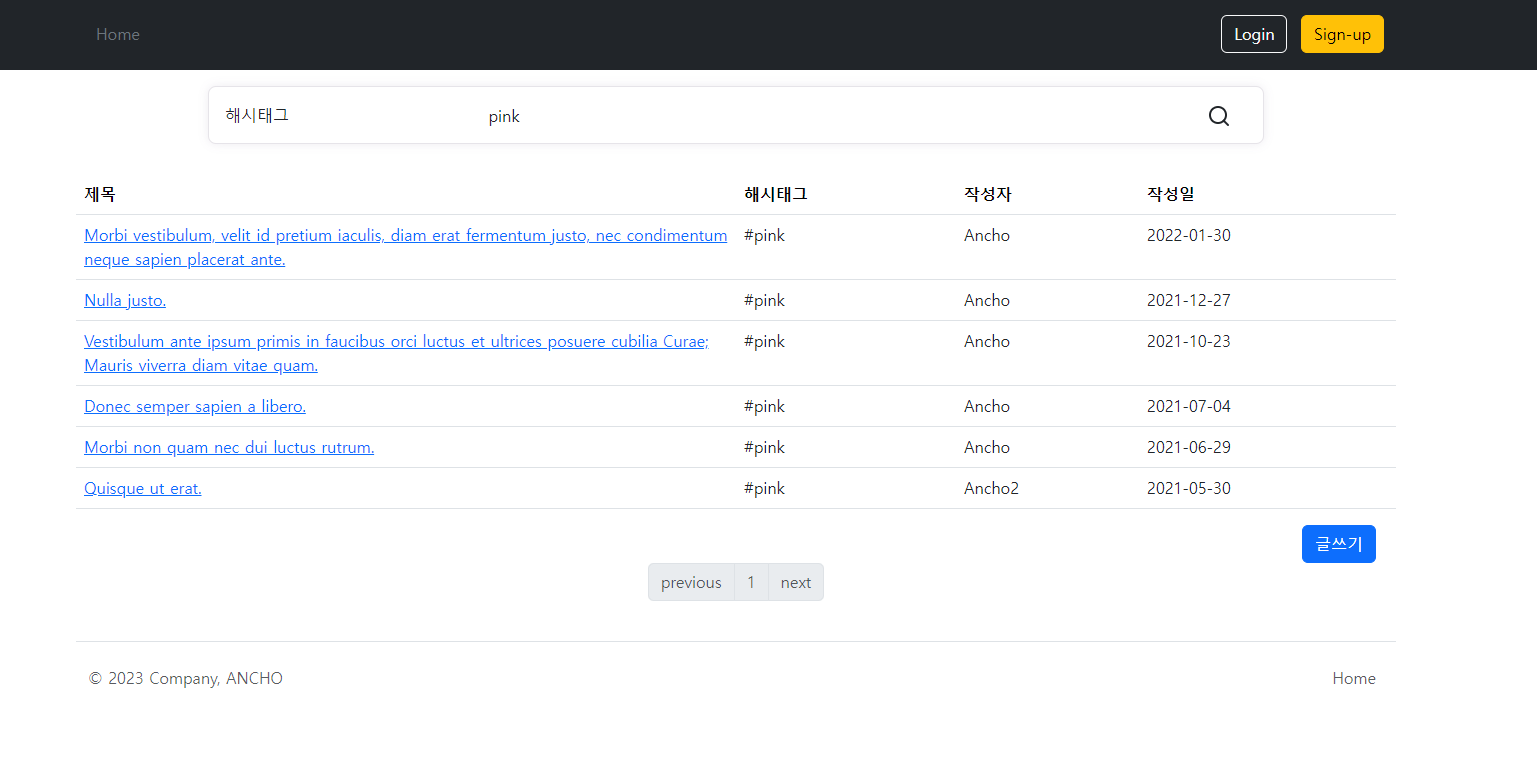 Home Login Sign-up
해시태그 pink
제목 해시태그 작성자 작성일
Morbi vestibulum, velit id pretium iaculis, diam erat fermentum justo, nec condimentum #pink Ancho 2022-01-30
neque sapien placerat ante.
Nulla justo. #pink Ancho 2021-12-27
Vestibulum ante ipsum primis in faucibus orci luctus et ultrices posuere cubilia Curae; #pink Ancho 2021-10-23
Mauris viverra diam vitae quam.
Donec semper sapien a libero. #pink Ancho 2021-07-04
Morbi non quam nec dui luctus rutrum. #pink Ancho 2021-06-29
Quisque ut erat. #pink Ancho2 2021-05-30
글쓰기
previous 1 next
© 2023 Company, ANCHO Home